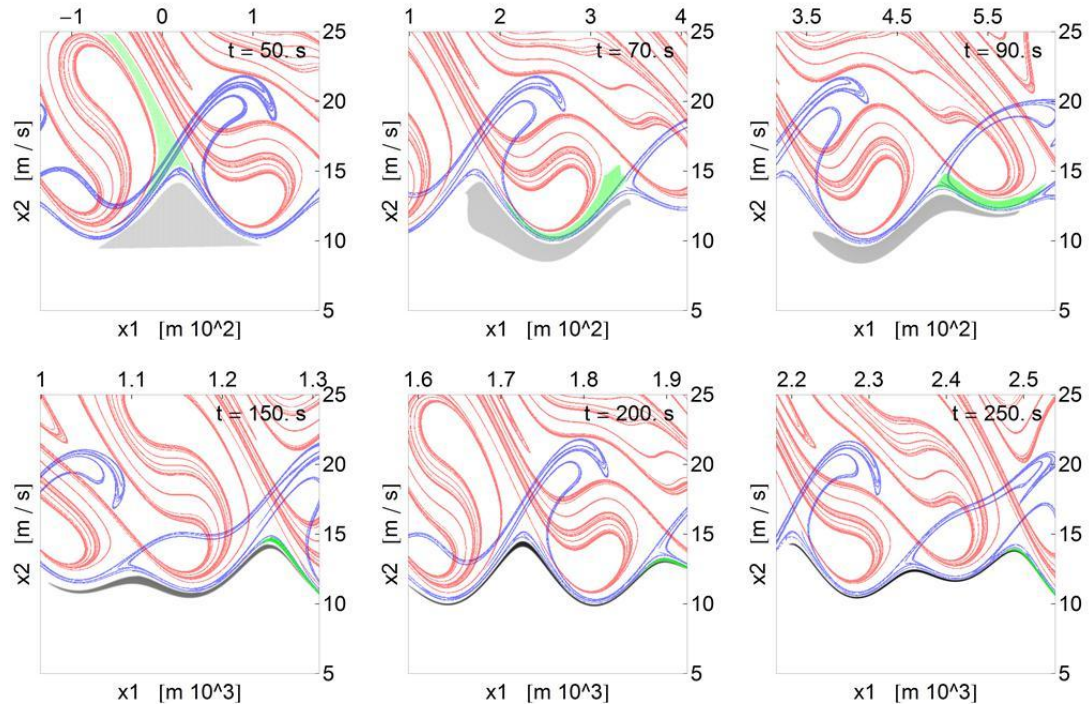 −1 0 1
t = 50. s
25
20
15
10
5
x2 [m / s]
x1 [m 10^2]
1 2 3 4
t = 70. s
25
20
15
10
5
x2 [m / s]
x1 [m 10^2]
3.5 4.5 5.5
t = 90. s
25
20
15
10
5
x2 [m / s]
x1 [m 10^2]
1 1.1 1.2 1.3
t = 150. s
25
20
15
10
5
x2 [m / s]
x1 [m 10^3]
1.6 1.7 1.8 1.9
t = 200. s
25
20
15
10
5
x2 [m / s]
x1 [m 10^3]
2.2 2.3 2.4 2.5
t = 250. s
25
20
15
10
5
x2 [m / s]
x1 [m 10^3]